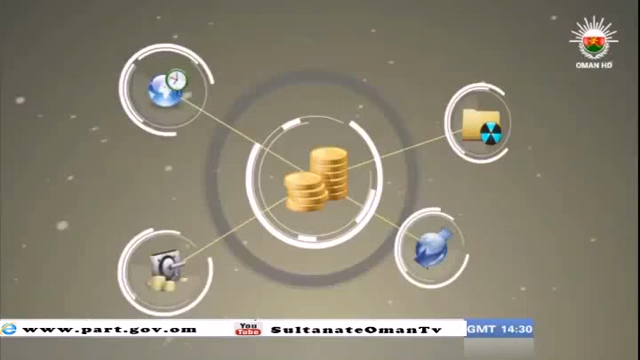 OMAN HD
www.part.gov.om
You
Tube
SultanateOmanTv
GMT 14:30